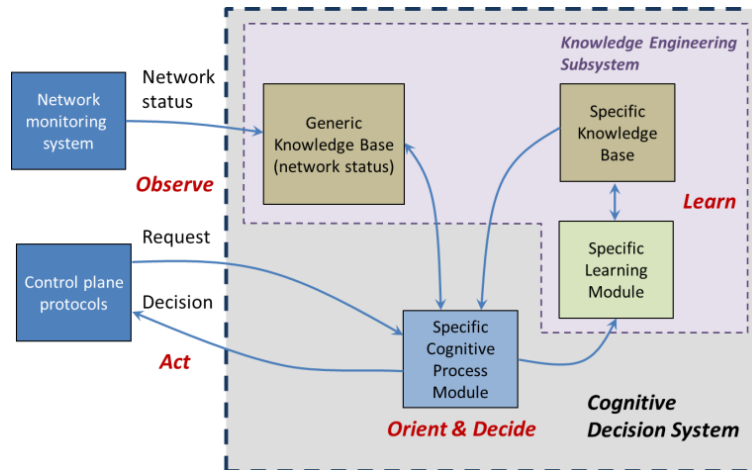 Knowledge Engineering
Subsystem
Network
status
Network
monitoring
system
Generic
Knowledge Base
(network status)
Specific
Knowledge
Base
Observe
Learn
Request
Control plane
protocols
Decision
Specific
Learning
Module
Specific
Cognitive
Process
Module
Act
Orient & Decide
Cognitive
Decision System